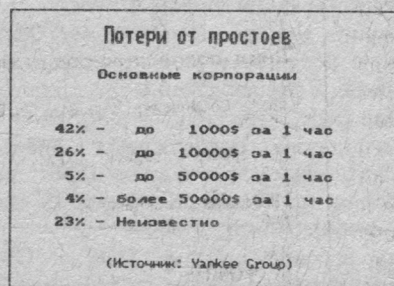 Потери от простоев
Основные корпорации
42% - до 1000$ за 1 час
26% - до 10000$ за 1 час
5% - до 50000$ за 1 час
4% - более 50000$ за 1 час
23% - Неизвестно
(Источник: Yankee Group)